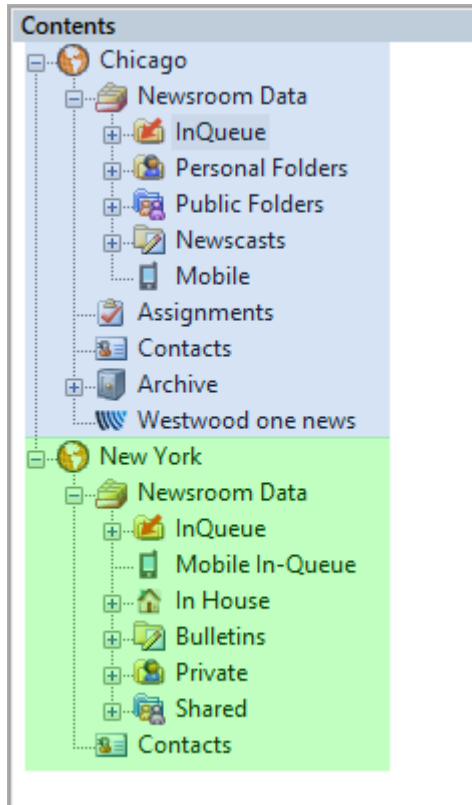 Contents
Chicago
Newsroom Data
InQueue
Personal Folders
Public Folders
Newscasts
Mobile
Assignments
Contacts
Archive
Westwood one news
New York
Newsroom Data
InQueue
Mobile In-Queue
In House
Bulletins
Private
Shared
Contacts